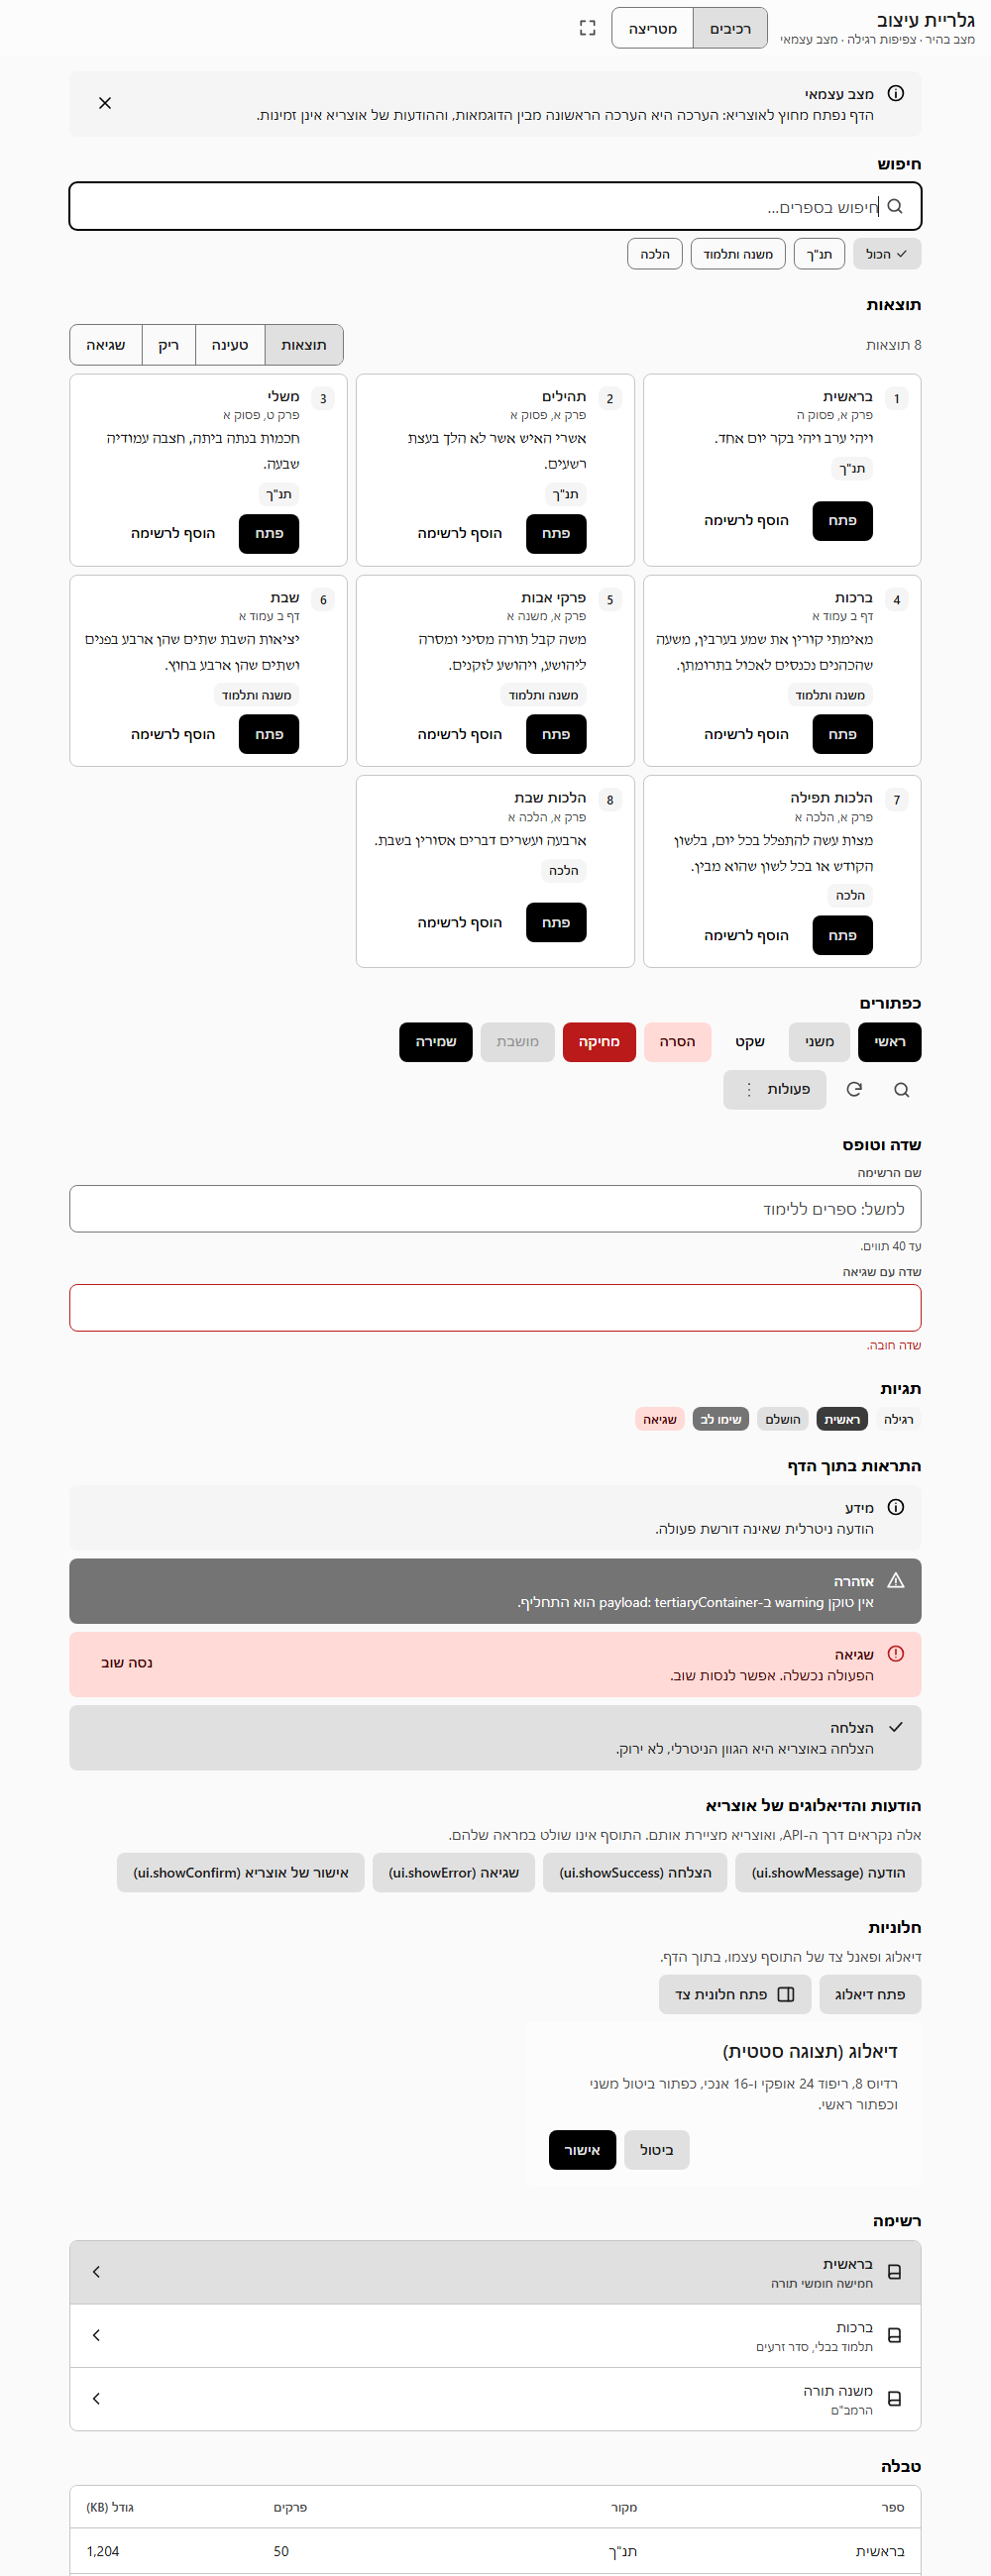 גלריית עיצוב
מצב בהיר · צפיפות רגילה · מצב עצמאי
רכיבים
מטריצה
מצב עצמאי
הדף נפתח מחוץ לאוצריא: הערכה היא הערכה הראשונה מבין הדוגמאות, וההודעות של אוצריא אינן זמינות.
חיפוש
חיפוש בספרים...
הכול
תנ"ך
משנה ותלמוד
הלכה
תוצאות
8 תוצאות
תוצאות
טעינה
ריק
שגיאה
1
בראשית
פרק א, פסוק ה
ויהי ערב ויהי בקר יום אחד.
תנ"ך
פתח
הוסף לרשימה
2
תהילים
פרק א, פסוק א
אשרי האיש אשר לא הלך בעצת
רשעים.
תנ"ך
פתח
הוסף לרשימה
3
משלי
פרק ט, פסוק א
חכמות בנתה ביתה, חצבה עמודיה
שבעה.
תנ"ך
פתח
הוסף לרשימה
4
ברכות
דף ב עמוד א
מאימתי קורין את שמע בערבין, משעה
שהכהנים נכנסים לאכול בתרומתן.
משנה ותלמוד
פתח
הוסף לרשימה
5
פרקי אבות
פרק א, משנה א
משה קבל תורה מסיני ומסרה
ליהושע, ויהושע לזקנים.
משנה ותלמוד
פתח
הוסף לרשימה
6
שבת
דף ב עמוד א
יציאות השבת שתים שהן ארבע בפנים
ושתים שהן ארבע בחוץ.
משנה ותלמוד
פתח
הוסף לרשימה
7
הלכות תפילה
פרק א, הלכה א
מצות עשה להתפלל בכל יום, בלשון
הקודש או בכל לשון שהוא מבין.
הלכה
פתח
הוסף לרשימה
8
הלכות שבת
פרק א, הלכה א
ארבעה ועשרים דברים אסורין בשבת.
הלכה
פתח
הוסף לרשימה
כפתורים
ראשי
משני
שקט
הסרה
מחיקה
מושבת
שמירה
פעולות
שדה וטופס
שם הרשימה
למשל: ספרים ללימוד
עד 40 תווים.
שדה עם שגיאה
שדה חובה.
תגיות
רגילה
ראשית
הושלם
שימו לב
שגיאה
התראות בתוך הדף
מידע
הודעה ניטרלית שאינה דורשת פעולה.
אזהרה
אין טוקן warning ב-payload: tertiaryContainer הוא התחליף.
שגיאה
הפעולה נכשלה. אפשר לנסות שוב.
נסה שוב
הצלחה
הצלחה באוצריא היא הגוון הניטרלי, לא ירוק.
הודעות והדיאלוגים של אוצריא
אלה נקראים דרך ה-API, ואוצריא מציירת אותם. התוסף אינו שולט במראה שלהם.
הודעה (ui.showMessage)
הצלחה (ui.showSuccess)
שגיאה (ui.showError)
אישור של אוצריא (ui.showConfirm)
חלוניות
דיאלוג ופאנל צד של התוסף עצמו, בתוך הדף.
פתח דיאלוג
פתח חלונית צד
דיאלוג (תצוגה סטטית)
רדיוס 8, ריפוד 24 אופקי ו-16 אנכי, כפתור ביטול משני
וכפתור ראשי.
ביטול
אישור
רשימה
בראשית
חמישה חומשי תורה
ברכות
תלמוד בבלי, סדר זרעים
משנה תורה
הרמב"ם
טבלה
ספר
מקור
פרקים
גודל (KB)
בראשית
תנ"ך
50
1,204